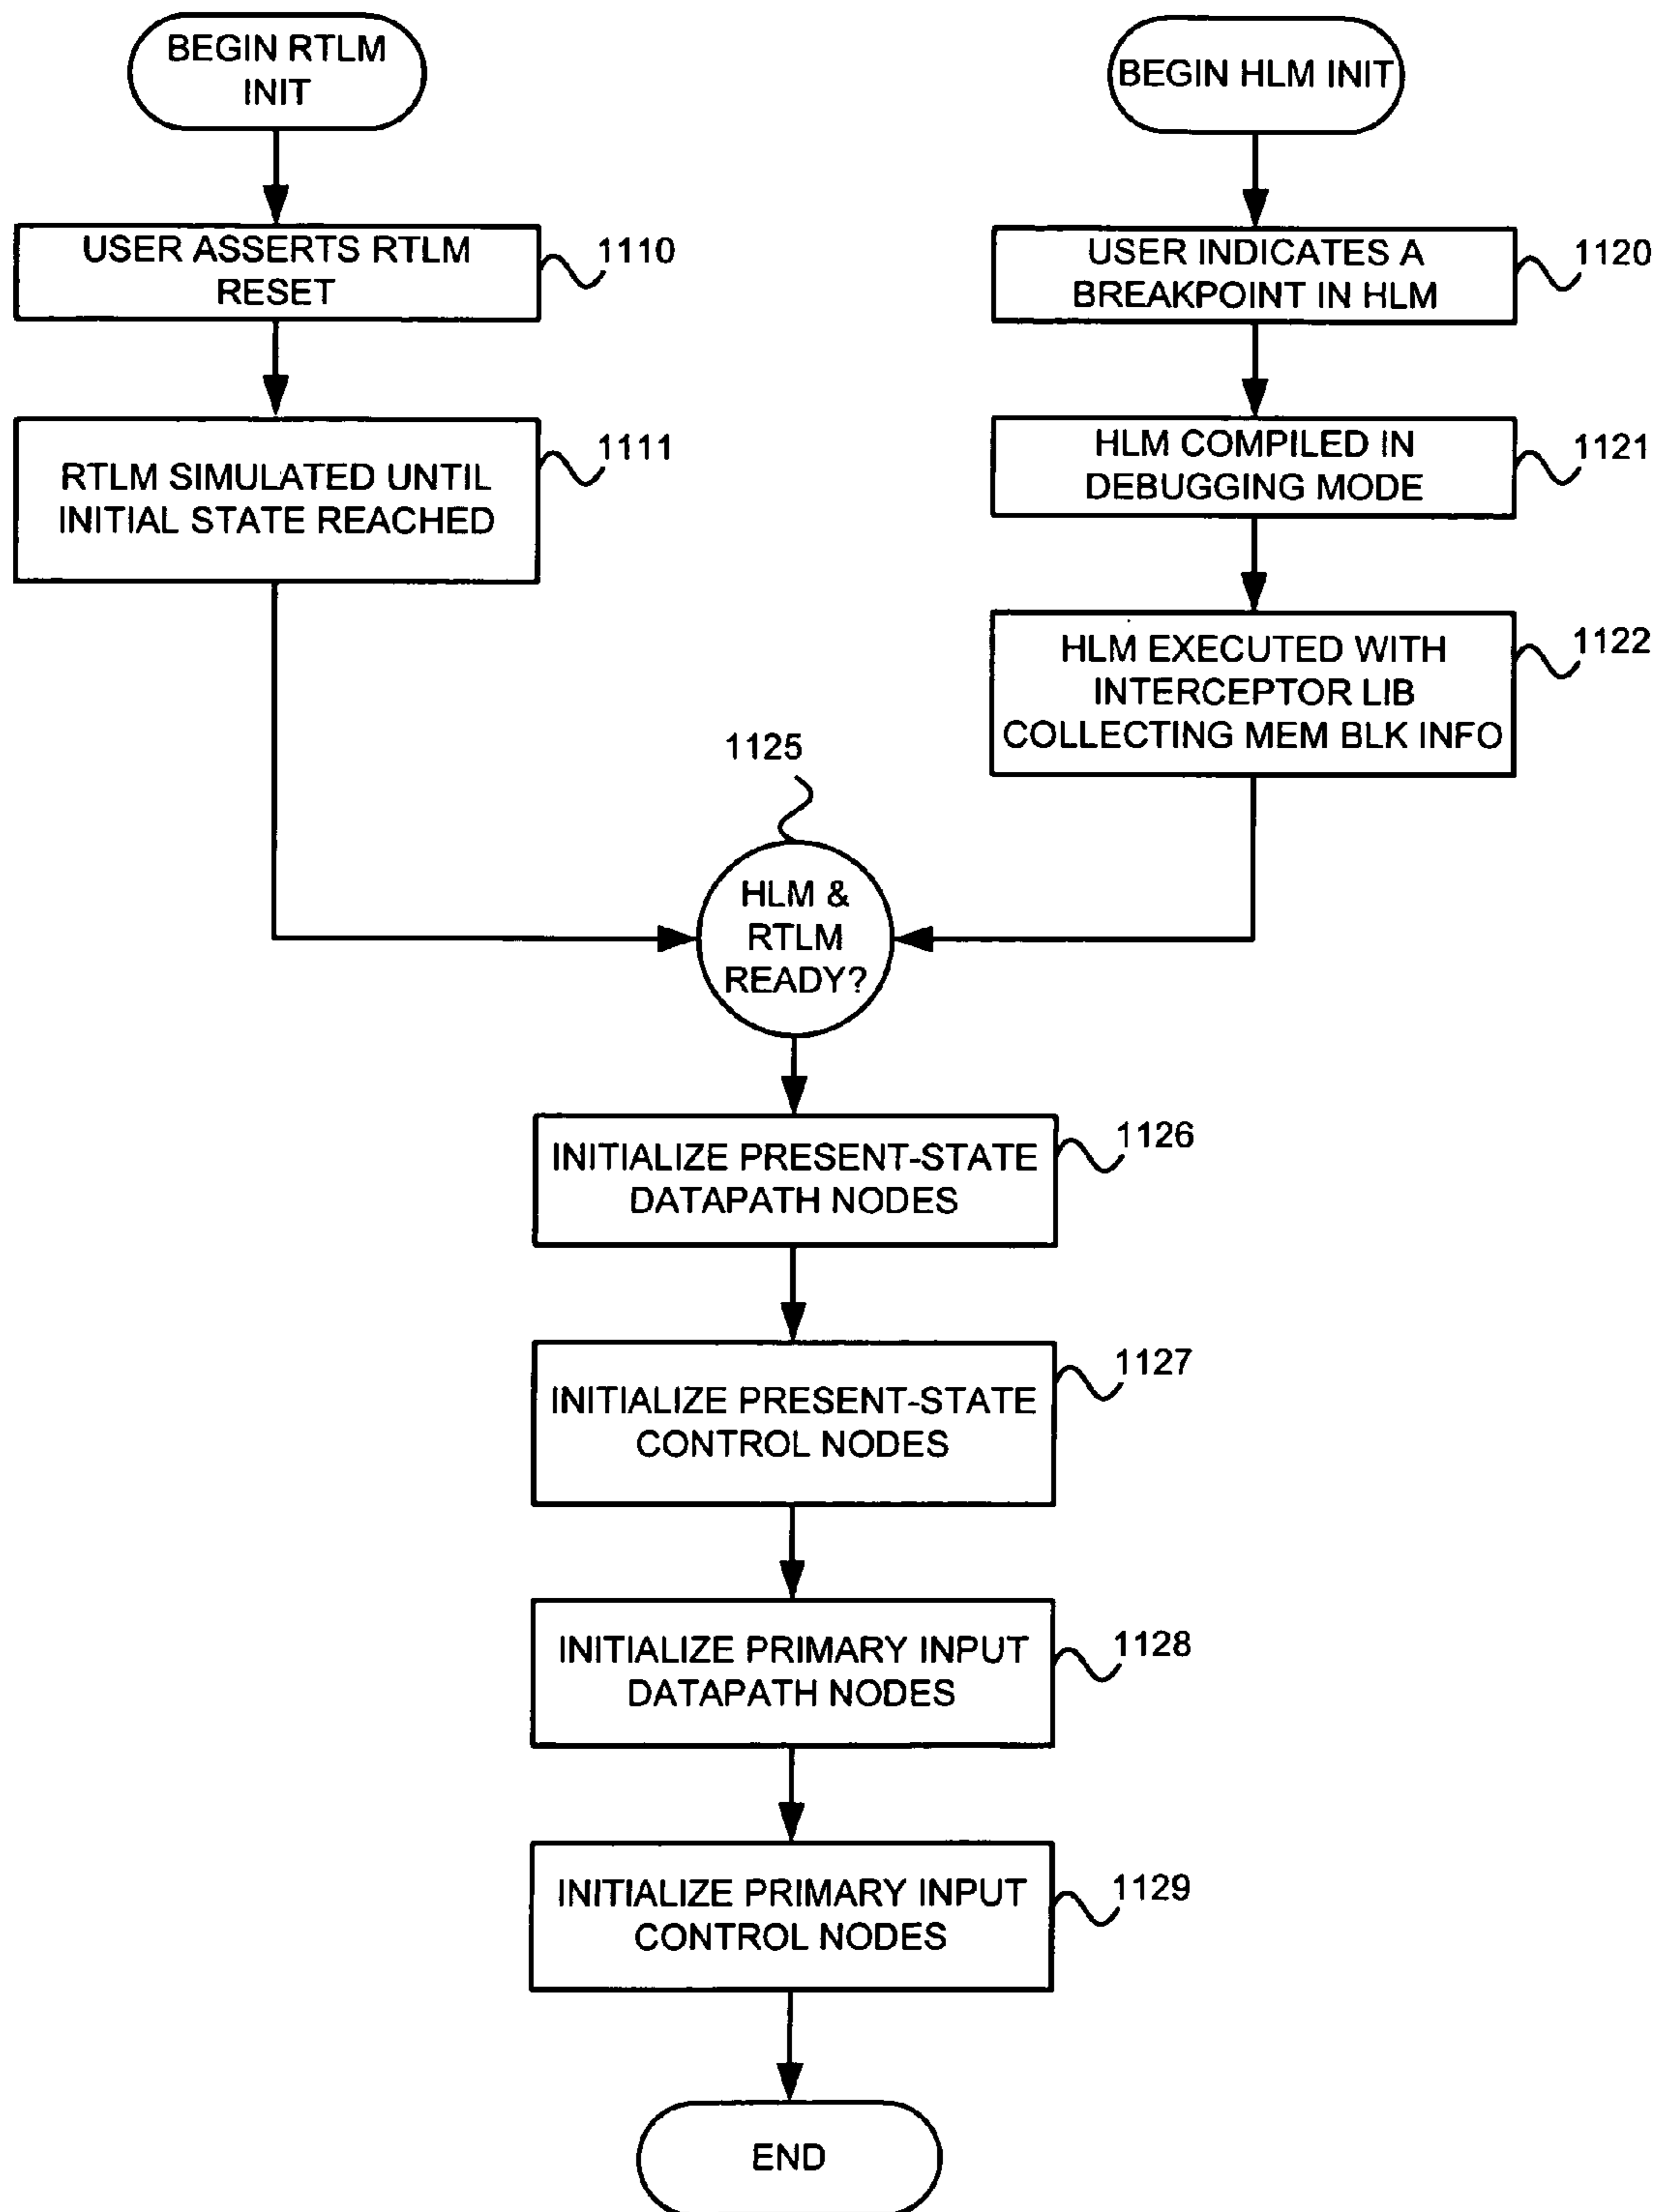 BEGIN RTLM
INIT
USER ASSERTS RTLM
RESET
1110
RTLM SIMULATED UNTIL
INITIAL STATE REACHED
1111
BEGIN HLM INIT
USER INDICATES A
BREAKPOINT IN HLM
1120
HLM COMPILED IN
DEBUGGING MODE
1121
HLM EXECUTED WITH
INTERCEPTOR LIB
COLLECTING MEM BLK INFO
1122
1125
HLM &
RTLM
READY?
INITIALIZE PRESENT-STATE
DATAPATH NODES
1126
INITIALIZE PRESENT-STATE
CONTROL NODES
1127
INITIALIZE PRIMARY INPUT
DATAPATH NODES
1128
INITIALIZE PRIMARY INPUT
CONTROL NODES
1129
END